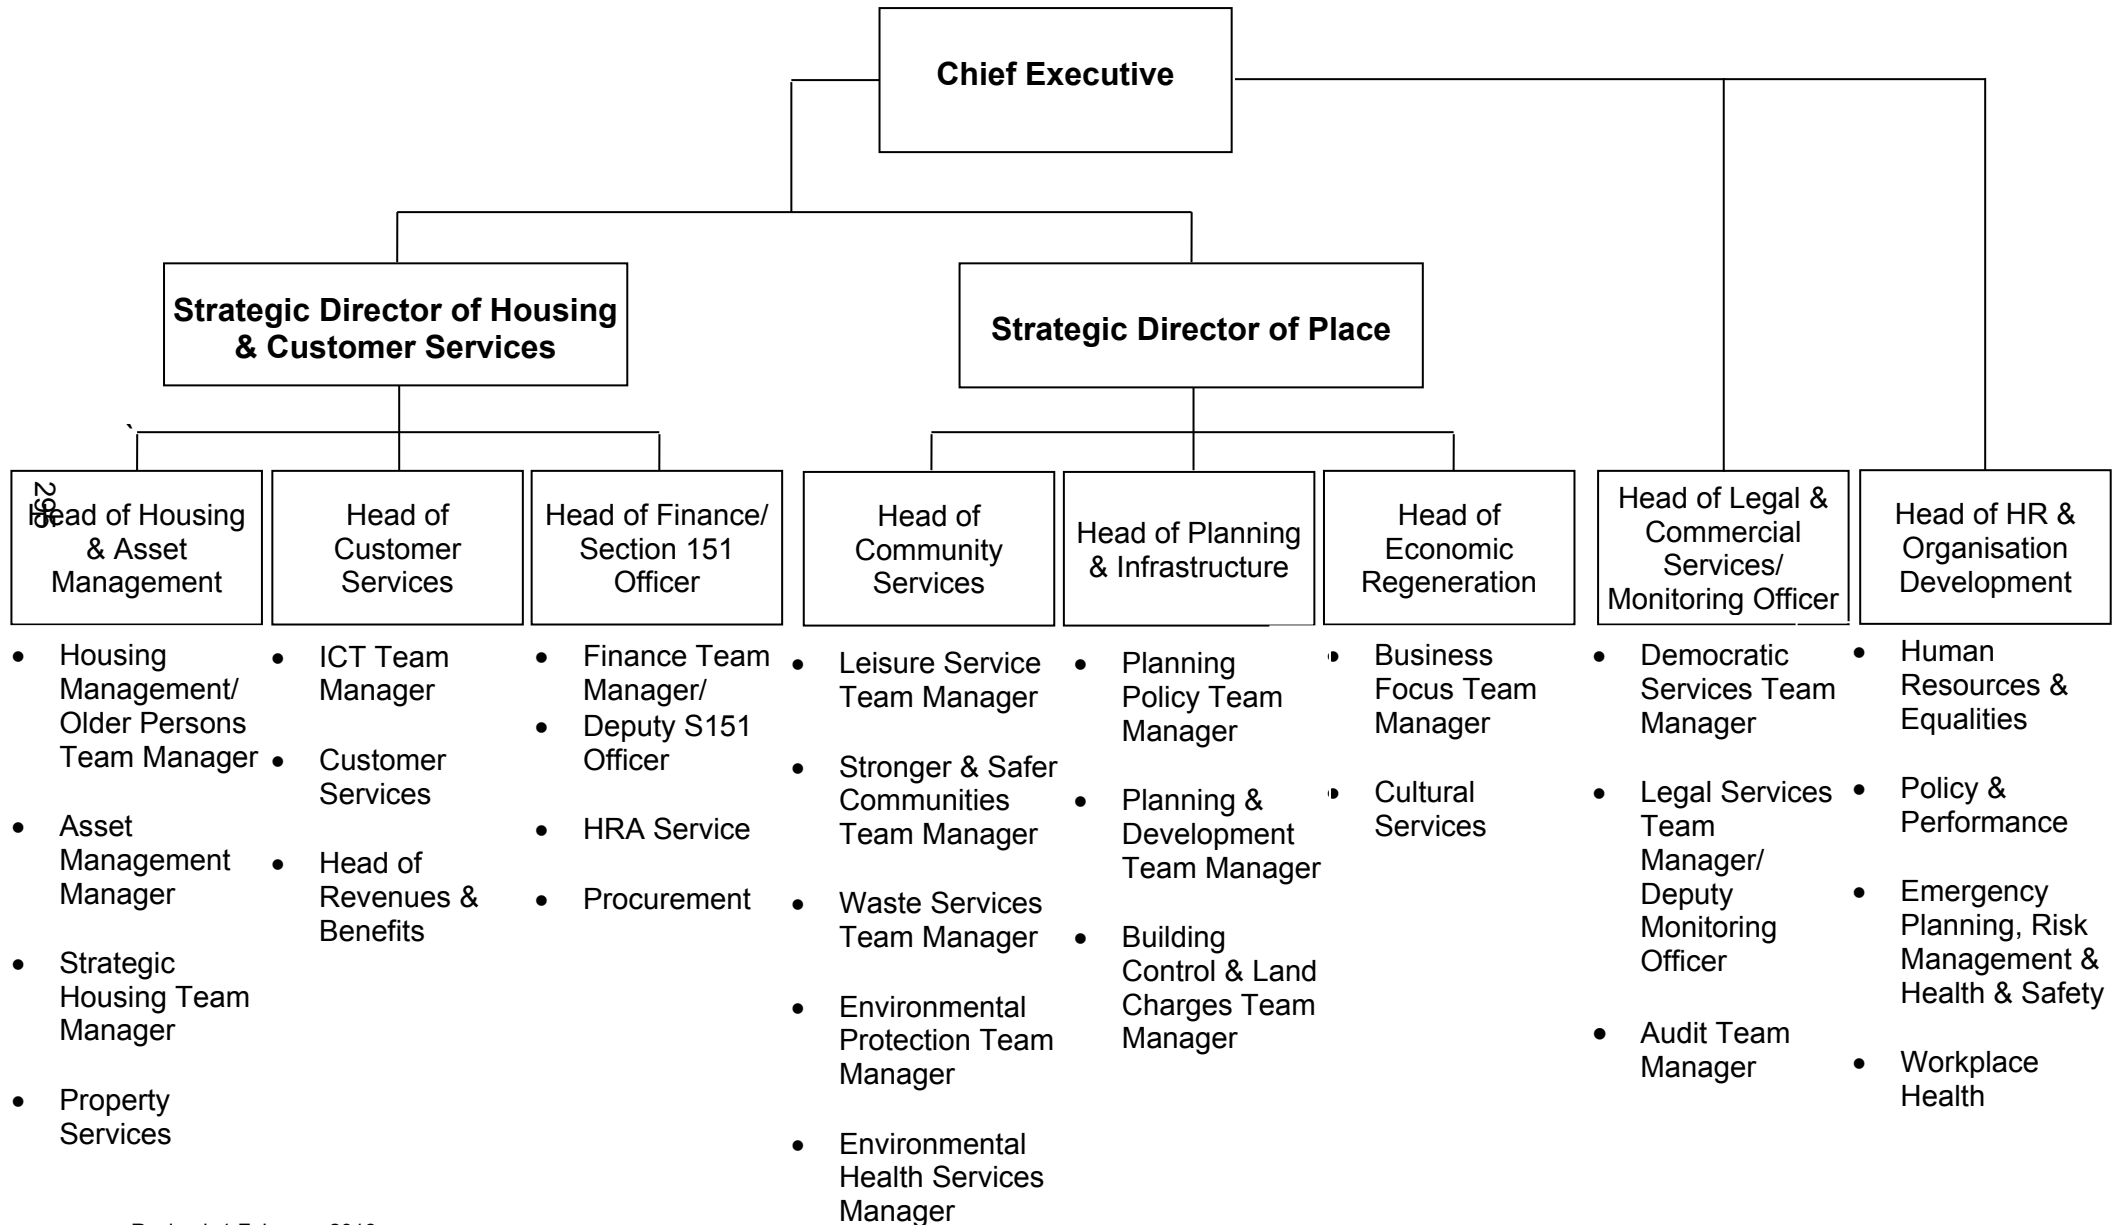 Chief Executive
Strategic Director of Housing
& Customer Services
Strategic Director of Place
295
Head of Housing
& Asset
Management
Head of
Customer
Services
Head of Finance/
Section 151
Officer
Head of
Community
Services
Head of Planning
& Infrastructure
Head of
Economic
Regeneration
Head of Legal &
Commercial
Services/
Monitoring Officer
Head of HR &
Organisation
Development
• Housing
Management/
Older Persons
Team Manager
• Asset
Management
Manager
• Strategic
Housing Team
Manager
• Property
Services
• ICT Team
Manager
• Customer
Services
• Head of
Revenues &
Benefits
• Finance Team
Manager/
• Deputy S151
Officer
• HRA Service
• Procurement
• Leisure Service
Team Manager
• Stronger & Safer
Communities
Team Manager
• Waste Services
Team Manager
• Environmental
Protection Team
Manager
• Environmental
Health Services
Manager
• Planning
Policy Team
Manager
• Planning &
Development
Team Manager
• Building
Control & Land
Charges Team
Manager
• Business
Focus Team
Manager
• Cultural
Services
• Democratic
Services Team
Manager
• Legal Services
Team
Manager/
Deputy
Monitoring
Officer
• Audit Team
Manager
• Human
Resources &
Equalities
• Policy &
Performance
• Emergency
Planning, Risk
Management &
Health & Safety
• Workplace
Health